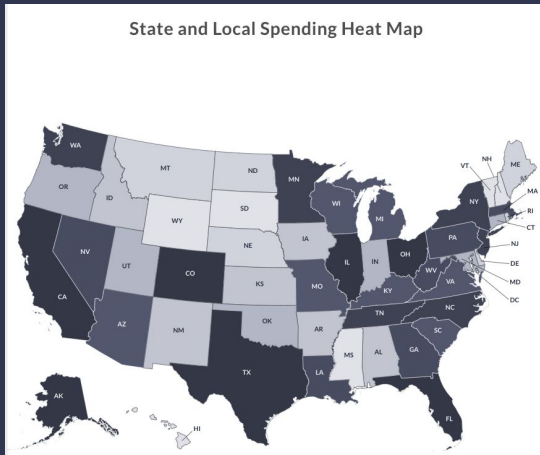 State and Local Spending Heat Map
WA
MT
ND
MN
VT
NH
ME
OR
ID
WI
MI
NY
MA
RI
CT
WY
SD
IA
PA
NJ
NE
IL
IN
OH
DE
NV
UT
CO
KS
MO
WV
VA
MD
DC
CA
KY
AZ
NM
OK
AR
TN
NC
SC
TX
LA
MS
AL
GA
AK
HI
FL